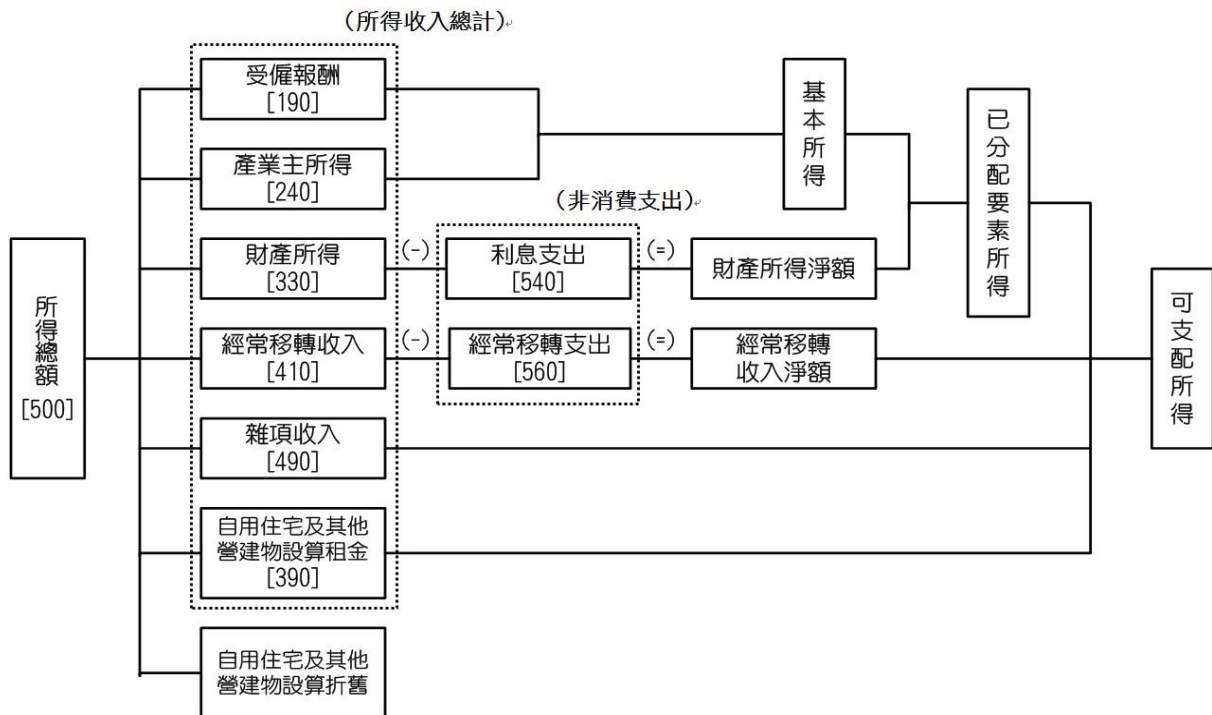 (所得收入總計)
受僱報酬
[190]
產業主所得
[240]
(非消費支出)
財產所得
[330]
(-)
利息支出
[540]
(=)
財產所得淨額
經常移轉收入
[410]
(-)
經常移轉支出
[560]
(=)
經常移轉
收入淨額
雜項收入
[490]
自用住宅及其他
營建物設算租金
[390]
自用住宅及其他
營建物設算折舊
所得總額
[500]
基本所得
已分配要素所得
可支配所得